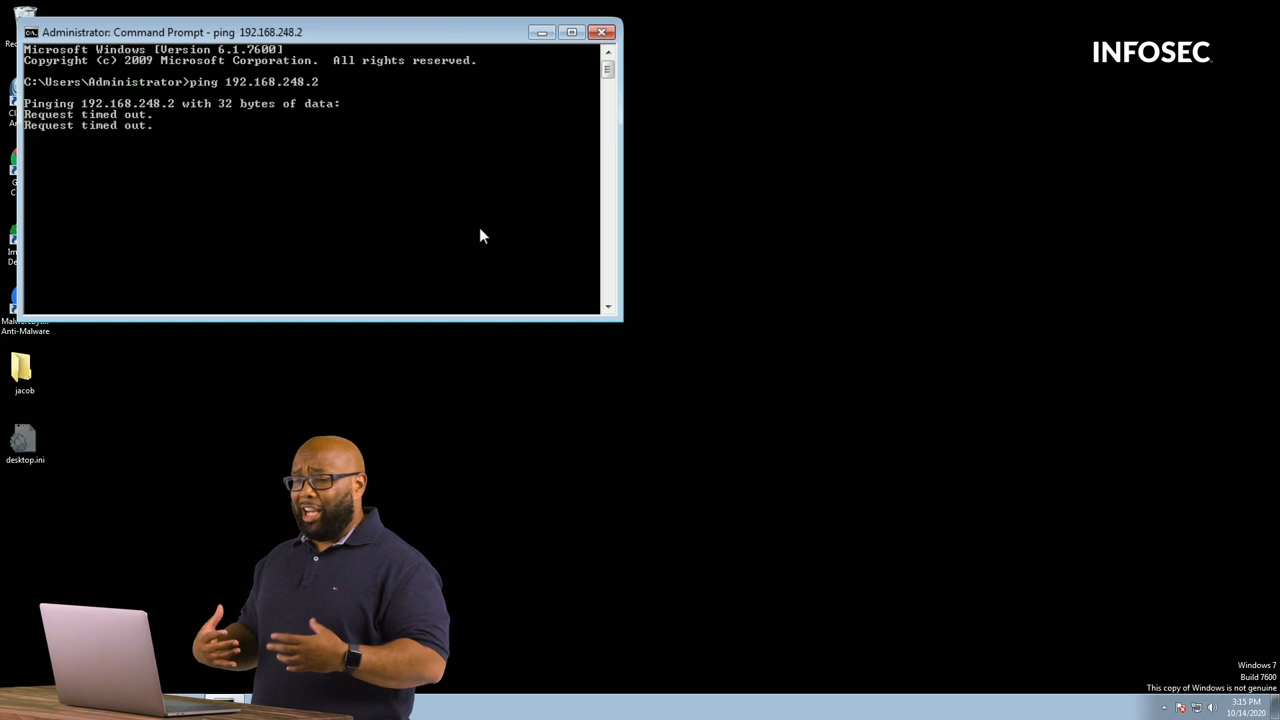 Administrator: Command Prompt - ping 192.168.248.2
Microsoft Windows [Version 6.1.7600]
Copyright (c) 2009 Microsoft Corporation.  All rights reserved.
C:\Users\Administrator>ping 192.168.248.2
Pinging 192.168.248.2 with 32 bytes of data:
Request timed out.
Request timed out.
INFOSEC
Anti-Malware
jacob
desktop.ini
Windows 7
Build 7600
This copy of Windows is not genuine
3:15 PM
10/14/2020